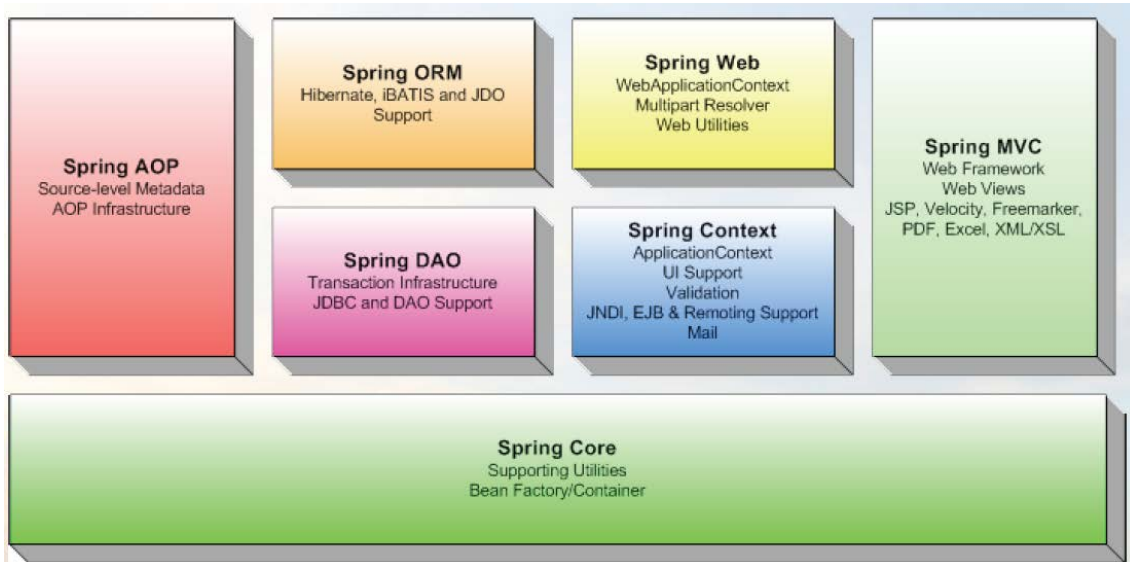 Spring AOP
Source-level Metadata
AOP Infrastructure
Spring ORM
Hibernate, iBATIS and JDO
Support
Spring DAO
Transaction Infrastructure
JDBC and DAO Support
Spring Web
WebApplicationContext
Multipart Resolver
Web Utilities
Spring Context
ApplicationContext
UI Support
Validation
JNDI, EJB & Remoting Support
Mail
Spring MVC
Web Framework
Web Views
JSP, Velocity, Freemarker,
PDF, Excel, XML/XSL
Spring Core
Supporting Utilities
Bean Factory/Container